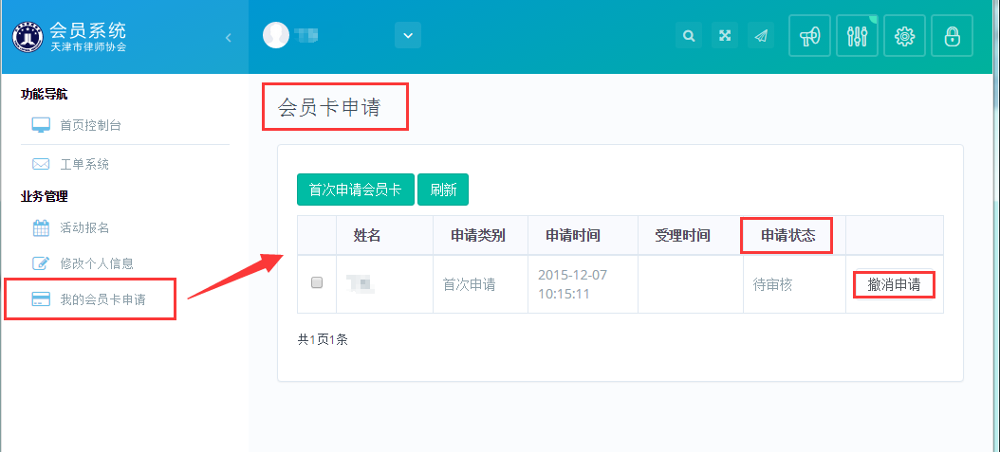 会员系统
天津市律师协会
功能导航
首页控制台
工单系统
业务管理
活动报名
修改个人信息
我的会员卡申请
会员卡申请
首次申请会员卡 刷新
姓名 申请类别 申请时间 受理时间 申请状态
首次申请 2015-12-07 待审核 撤消申请
10:15:11
共1页1条